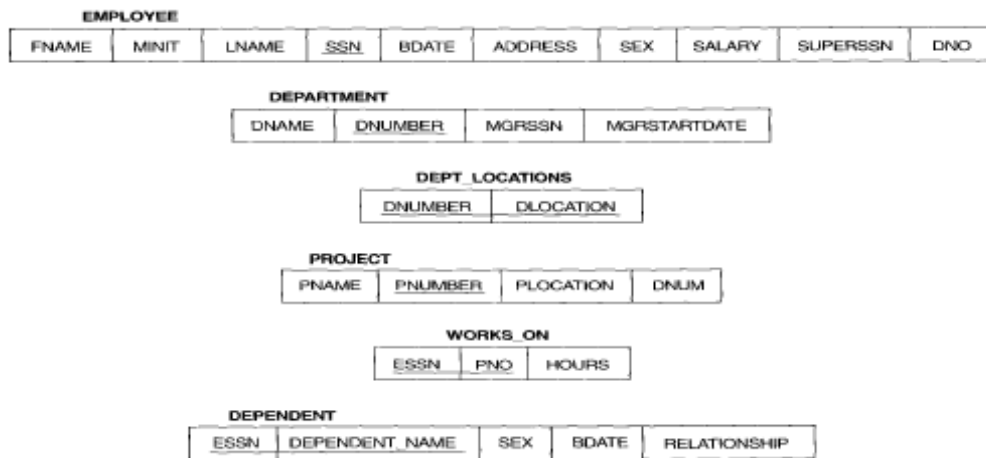 EMPLOYEE
FNAME MINIT LNAME SSN BDATE ADDRESS SEX SALARY SUPERSSN DNO
DEPARTMENT
DNAME DNUMBER MGRSSN MGRSTARTDATE
DEPT_LOCATIONS
DNUMBER DLOCATION
PROJECT
PNAME PNUMBER PLOCATION DNUM
WORKS_ON
ESSN PNO HOURS
DEPENDENT
ESSN DEPENDENT_NAME SEX BDATE RELATIONSHIP